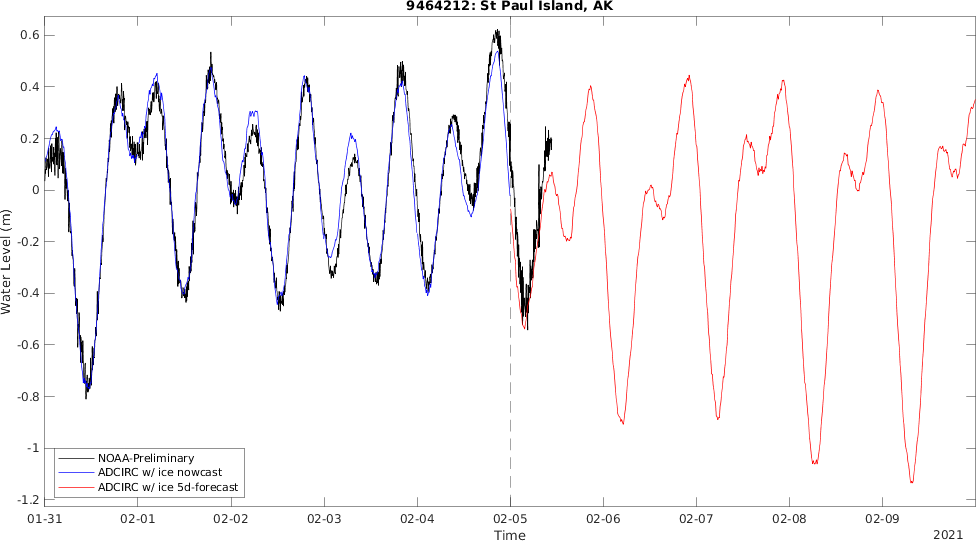 9464212: St Paul Island, AK
Water Level (m)
0.6
0.4
0.2
0
-0.2
-0.4
-0.6
-0.8
-1
-1.2
NOAA-Preliminary
ADCIRC w/ ice nowcast
ADCIRC w/ ice 5d-forecast
01-31 02-01 02-02 02-03 02-04 02-05 02-06 02-07 02-08 02-09
Time
2021